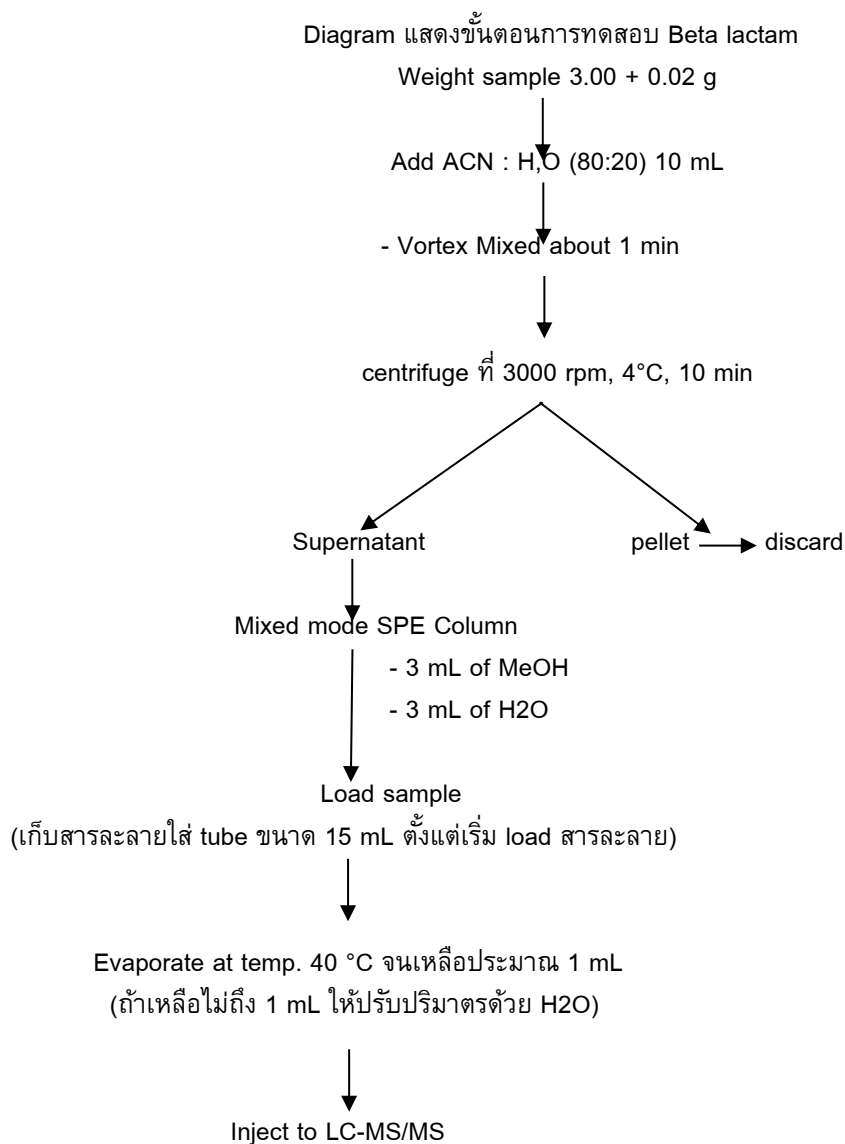 Diagram แสดงขั้นตอนการทดสอบ Beta lactam
Weight sample 3.00 + 0.02 g
Add ACN : H2O (80:20) 10 mL
- Vortex Mixed about 1 min
centrifuge ที่ 3000 rpm, 4°C, 10 min
Supernatant pellet discard
Mixed mode SPE Column
- 3 mL of MeOH
- 3 mL of H2O
Load sample
(เก็บสารละลายใส่ tube ขนาด 15 mL ตั้งแต่เริ่ม load สารละลาย)
Evaporate at temp. 40 °C จนเหลือประมาณ 1 mL
(ถ้าเหลือไม่ถึง 1 mL ให้ปรับปริมาตรด้วย H2O)
Inject to LC-MS/MS